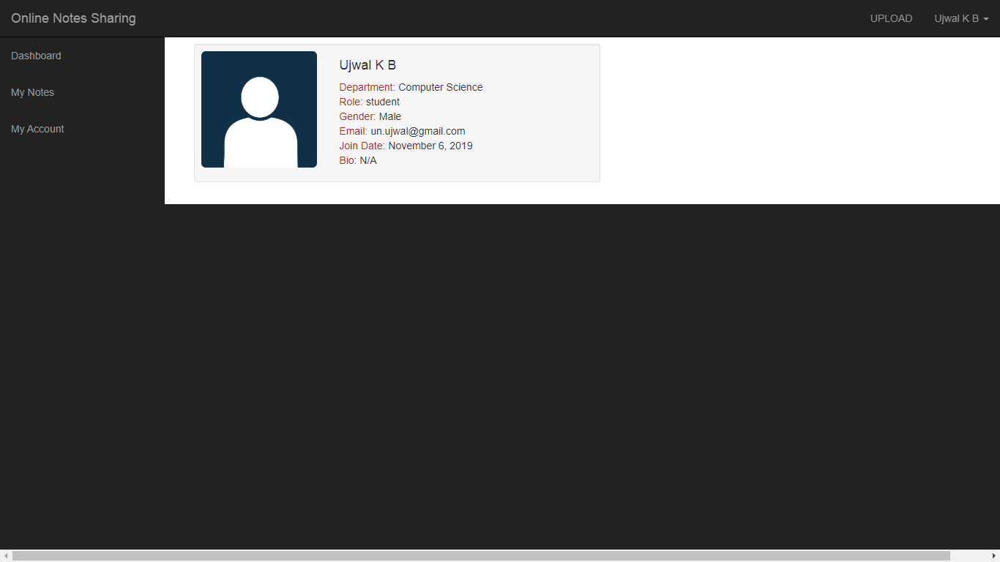 Online Notes Sharing
UPLOAD
Ujwal K B
Dashboard
My Notes
My Account
Ujwal K B
Department: Computer Science
Role: student
Gender: Male
Email: un.ujwal@gmail.com
Join Date: November 6, 2019
Bio: N/A